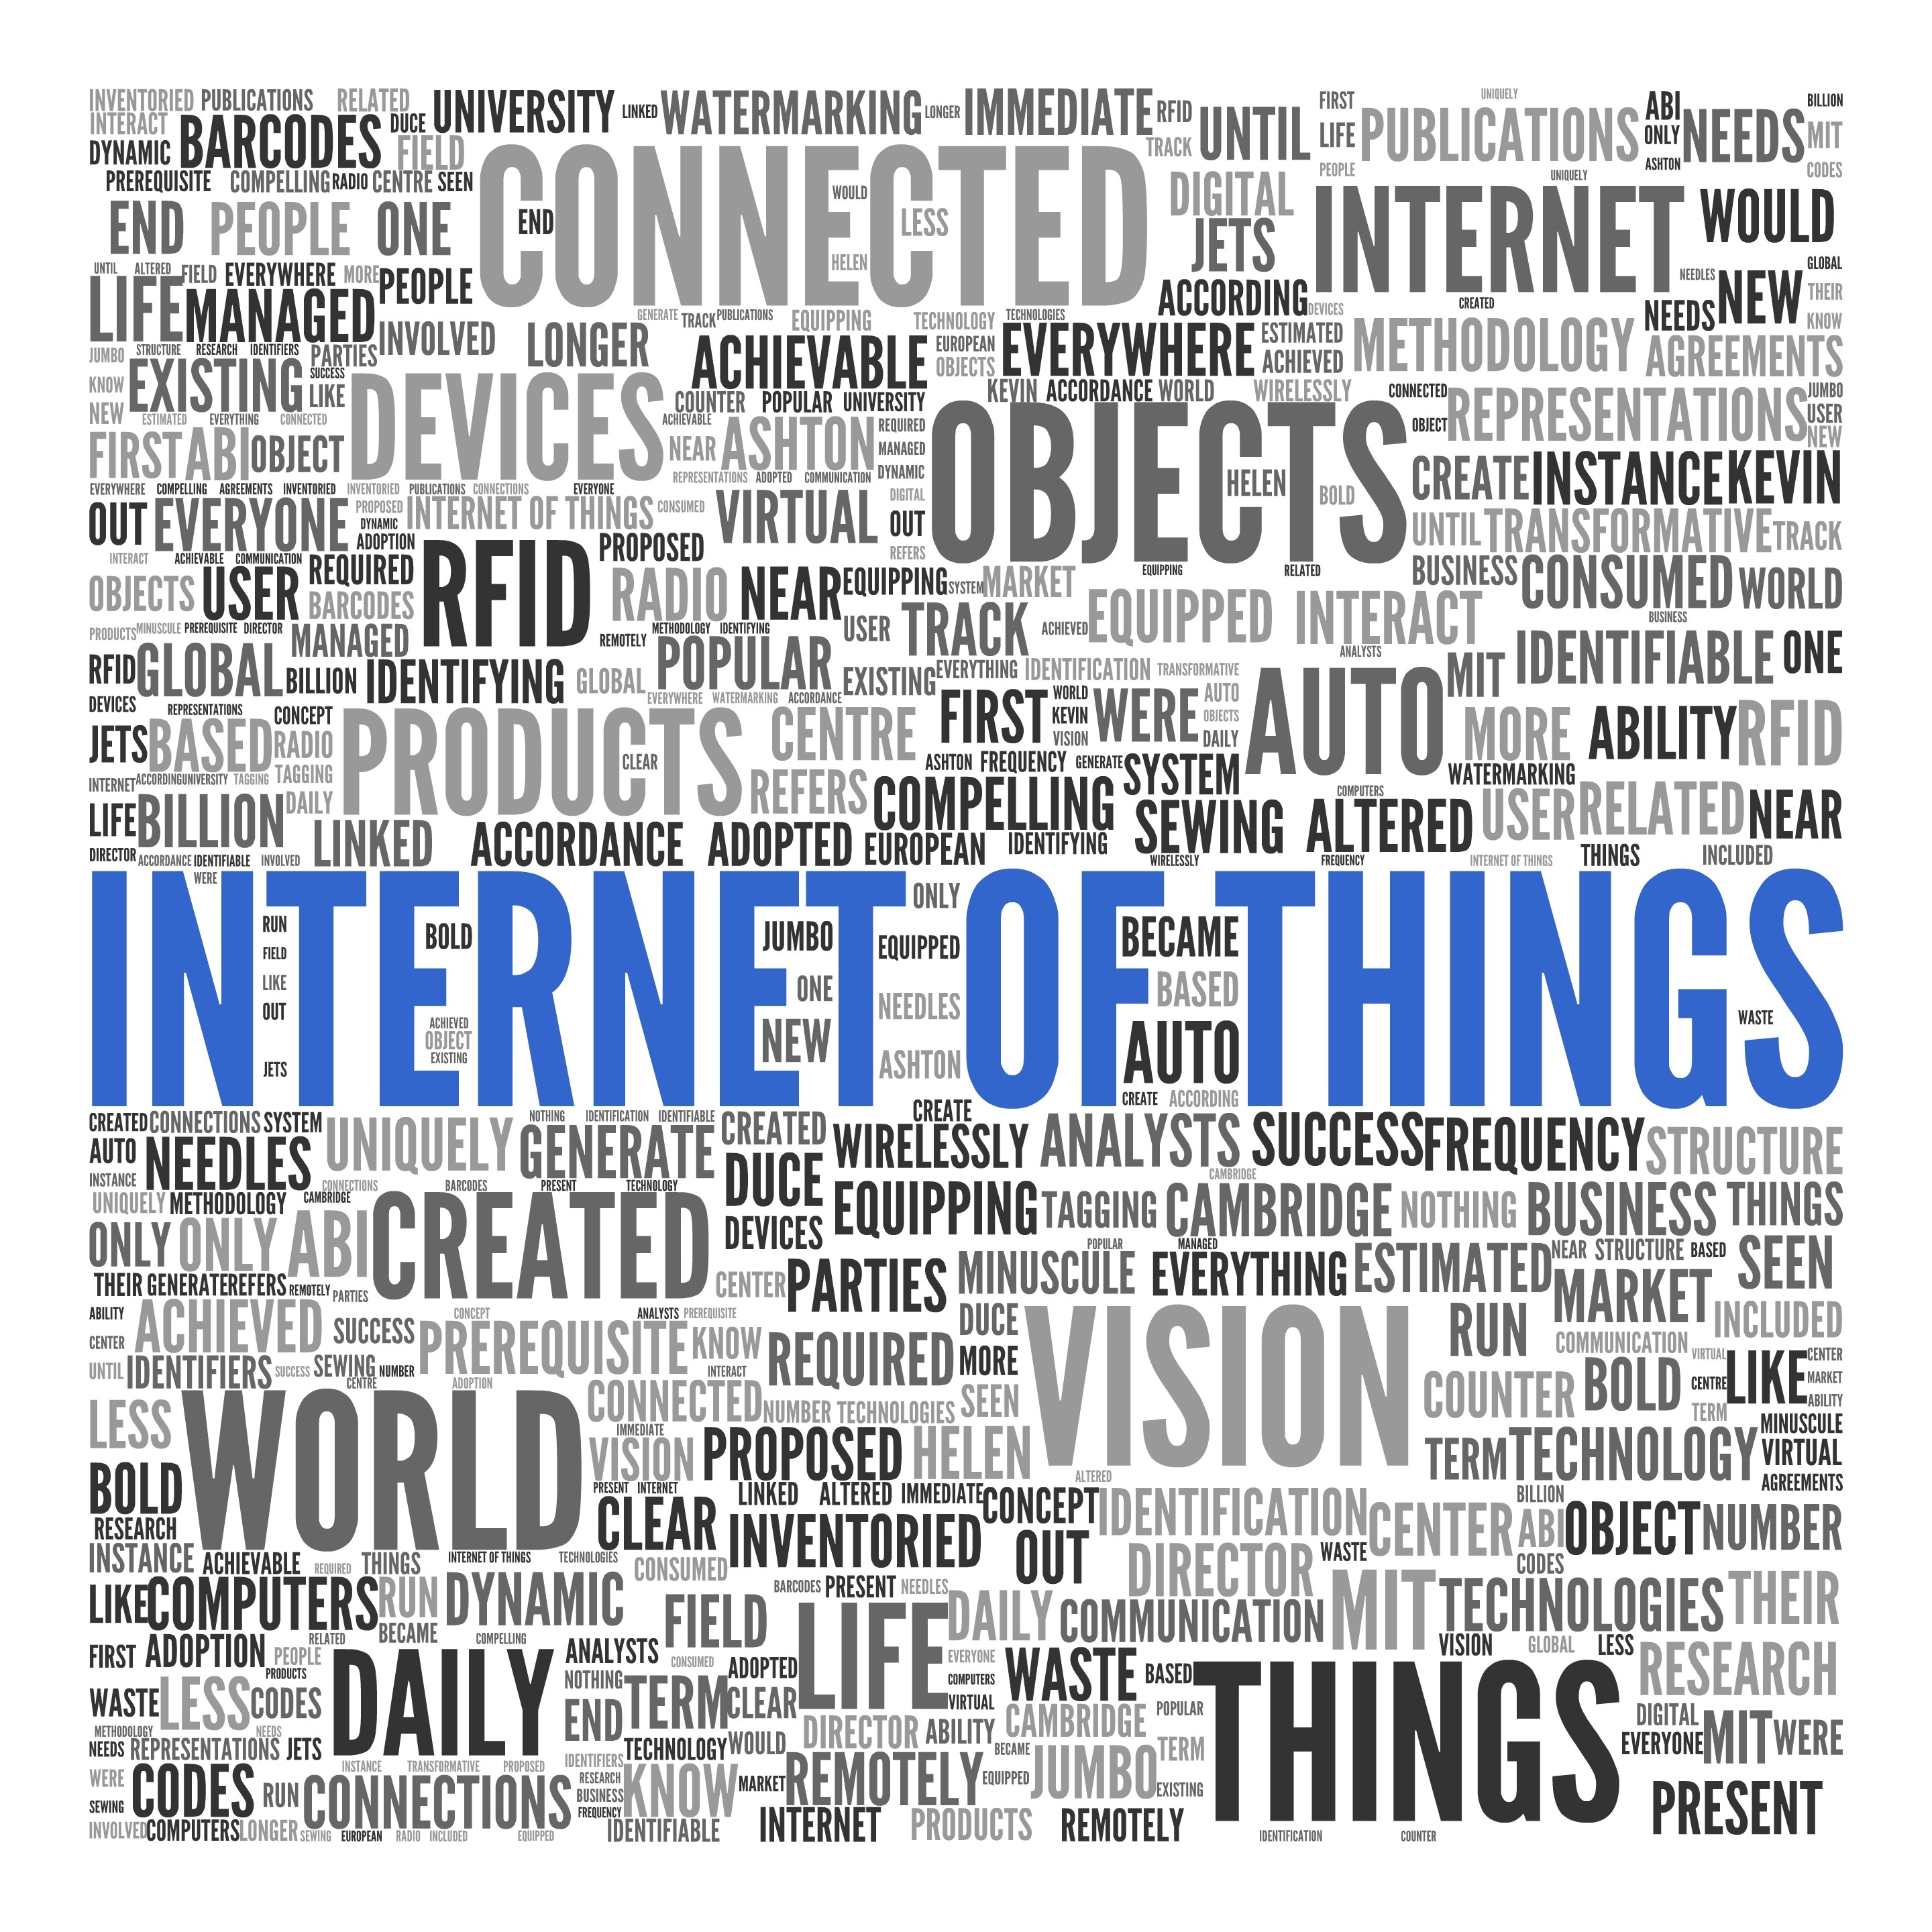 INVENTORIED PUBLICATIONS RELATED UNIVERSITY LINKED WATERMARKING LONGER IMMEDIATE RFID UNTIL FIRST UNIQUELY ABI BILLION
INTERACT BARCODES DUCE LIFE PUBLICATIONS ONLY NEEDS MIT
DYNAMIC FIELD CONNECTED TRACK PEOPLE ASHTON CODES
PREREQUISITE COMPELLING RADIO CENTRE SEEN WOULD DIGITAL UNIQUELY
END PEOPLE ONE END LESS JETS INTERNET WOULD
UNTIL ALTERED FIELD EVERYWHERE MORE PEOPLE HELEN NEEDLES GLOBAL
LIFE MANAGED ACCORDING DEVICES CREATED NEEDS NEW THEIR
GENERATE TRACK PUBLICATIONS EQUIPPING TECHNOLOGY TECHNOLOGIES KNOW
INVOLVED LONGER ACHIEVABLE EUROPEAN EVERYWHERE ESTIMATED METHODOLOGY AGREEMENTS
JUMBO STRUCTURE RESEARCH IDENTIFIERS PARTIES OBJECTS ACHIEVED
KNOW EXISTING SUCCESS LIKE DEVICES KEVIN ACCORDANCE WORLD WIRELESSLY CONNECTED JUMBO
NEW ESTIMATED EVERYTHING CONNECTED COUNTER POPULAR UNIVERSITY OBJECTS REPRESENTATIONS USER
FIRST ABI OBJECT ACHIEVABLE NEAR ASHTON REQUIRED MANAGED OBJECT NEW
REPRESENTATIONS ADOPTED COMMUNICATION DYNAMIC HELEN BOLD CREATE INSTANCE KEVIN
EVERYWHERE COMPELLING AGREEMENTS INVENTORIED INVENTORIED PUBLICATIONS CONNECTIONS EVERYONE DIGITAL
OUT EVERYONE PROPOSED INTERNET OF THINGS CONSUMED VIRTUAL OUT UNTIL TRANSFORMATIVE TRACK
DYNAMIC ADOPTION RFID PROPOSED REFERS
INTERACT ACHIEVABLE COMMUNICATION EQUIPPING RELATED BUSINESS CONSUMED WORLD
OBJECTS USER REQUIRED BARCODES RADIO NEAR EQUIPPING SYSTEM MARKET EQUIPPED INTERACT BUSINESS
PRODUCTS MINUSCULE PREREQUISITE DIRECTOR MANAGED REMOTELY METHODOLOGY IDENTIFYING USER TRACK ACHIEVED ANALYSTS
RFID GLOBAL BILLION IDENTIFYING GLOBAL POPULAR EXISTING EVERYTHING IDENTIFICATION TRANSFORMATIVE AUTO MIT IDENTIFIABLE ONE
DEVICES REPRESENTATIONS CONCEPT EVERYWHERE WATERMARKING ACCORDANCE FIRST WORLD WERE AUTO
JETS BASED RADIO PRODUCTS CLEAR CENTRE KEVIN OBJECTS MORE ABILITY RFID
VISION DAILY
INTERNET ACCORDING UNIVERSITY TAGGING TAGGING REFERS ASHTON FREQUENCY GENERATE SYSTEM WATERMARKING
LIFE BILLION DAILY COMPELLING SEWING COMPUTERS ALTERED USER RELATED NEAR
LINKED ACCORDANCE ADOPTED EUROPEAN IDENTIFYING
DIRECTOR ACCORDANCE IDENTIFIABLE INVOLVED WIRELESSLY FREQUENCY INTERNET OF THINGS THINGS INCLUDED
INTERNET OF THINGS
WERE ONLY
RUN BOLD JUMBO EQUIPPED BECAME
FIELD
LIKE ONE NEEDLES BASED
OUT ACHIEVED NEW WASTE
OBJECT
EXISTING ASHTON AUTO
JETS CREATE ACCORDING
CREATED CONNECTIONS SYSTEM UNIQUELY NOTHING IDENTIFICATION IDENTIFIABLE CREATED CREATE
AUTO NEEDLES GENERATE WIRELESSLY ANALYSTS SUCCESS FREQUENCY STRUCTURE
INSTANCE CONNECTIONS BARCODES PRESENT TECHNOLOGY DUCE CAMBRIDGE
UNIQUELY METHODOLOGY CAMBRIDGE EQUIPPING TAGGING CAMBRIDGE NOTHING BUSINESS THINGS
ONLY ONLY ABI CREATED DEVICES POPULAR MANAGED
THEIR GENERATE REFERS REMOTELY PARTIES CENTER PARTIES MINUSCULE EVERYTHING ESTIMATED NEAR STRUCTURE BASED SEEN
ABILITY ACHIEVED CONCEPT ANALYSTS PREREQUISITE MARKET
CENTER SUCCESS PREREQUISITE KNOW REQUIRED DUCE VISION RUN INCLUDED
UNTIL IDENTIFIERS SUCCESS SEWING NUMBER INTERACT MORE COMMUNICATION VIRTUAL CENTER
CENTRE ADOPTION COUNTER BOLD CENTRE LIKE MARKET
LESS WORLD CONNECTED NUMBER TECHNOLOGIES SEEN TERM ABILITY
IMMEDIATE MINUSCULE
VISION PROPOSED HELEN TERM TECHNOLOGY VIRTUAL
BOLD PRESENT INTERNET LINKED ALTERED IMMEDIATE ALTERED AGREEMENTS
RESEARCH CLEAR INVENTORIED CONCEPT IDENTIFICATION CENTER BILLION ABI OBJECT NUMBER
INSTANCE ACHIEVABLE REQUIRED THINGS INTERNET OF THINGS TECHNOLOGIES CONSUMED OUT DIRECTOR WASTE CODES
LIKE COMPUTERS RUN DYNAMIC BARCODES PRESENT NEEDLES MIT TECHNOLOGIES THEIR
BECAME FIELD LIFE DAILY COMMUNICATION
FIRST ADOPTION RELATED PEOPLE COMPELLING ANALYSTS CONSUMED ADOPTED EVERYONE VISION GLOBAL LESS RESEARCH
PRODUCTS DAILY NOTHING COMPUTERS WASTE BASED THINGS
WASTE LESS CODES END TERM CLEAR VIRTUAL POPULAR DIGITAL
METHODOLOGY NEEDS DIRECTOR ABILITY CAMBRIDGE EVERYONE MIT WERE
NEEDS REPRESENTATIONS JETS TECHNOLOGY WOULD BECAME TERM
WERE INSTANCE TRANSFORMATIVE PROPOSED IDENTIFIERS
CODES RUN CONNECTIONS RESEARCH KNOW MARKET REMOTELY EQUIPPED JUMBO EXISTING PRESENT
SEWING BUSINESS
FREQUENCY
INVOLVED COMPUTERS LONGER SEWING EUROPEAN RADIO INCLUDED EQUIPPED IDENTIFIABLE INTERNET PRODUCTS REMOTELY IDENTIFICATION COUNTER